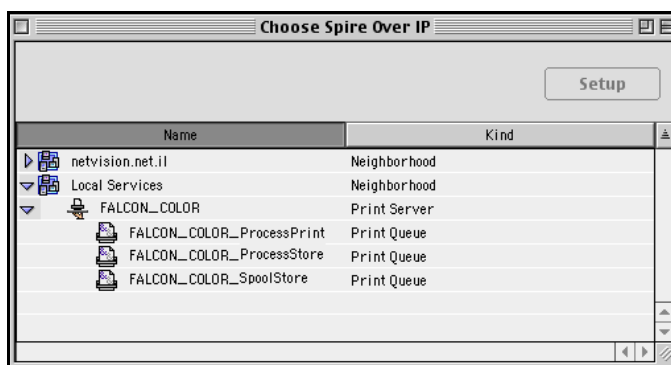 Choose Spire Over IP
Setup
Name Kind
netvision.net.il Neighborhood
Local Services Neighborhood
FALCON_COLOR Print Server
FALCON_COLOR_ProcessPrint Print Queue
FALCON_COLOR_ProcessStore Print Queue
FALCON_COLOR_SpoolStore Print Queue